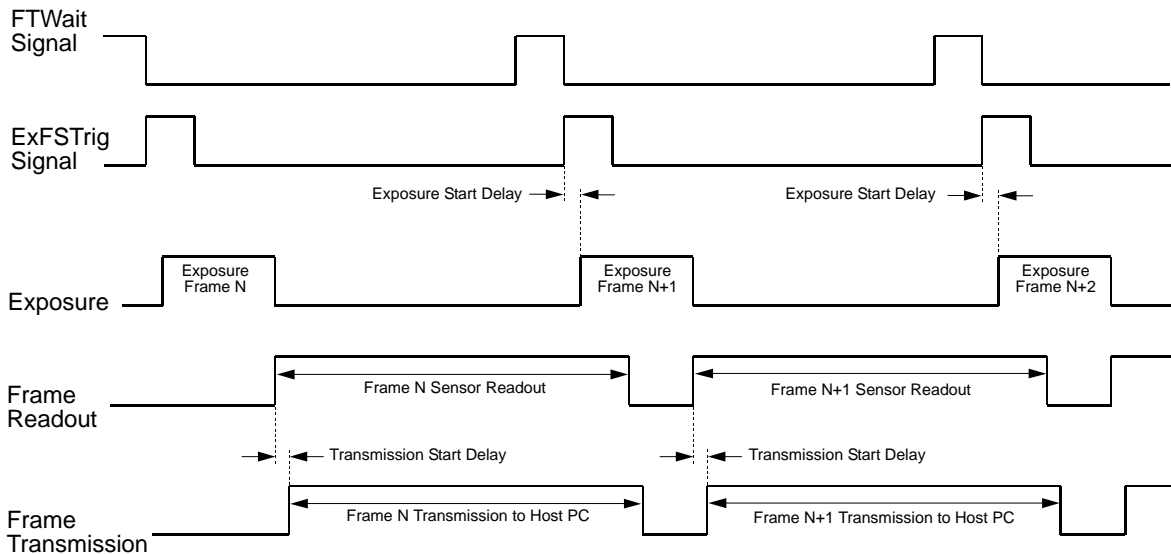 FTWait
Signal
ExFSTrig
Signal
Exposure Start Delay
Exposure Start Delay
Exposure
Exposure
Frame N
Exposure
Frame N+1
Exposure
Frame N+2
Frame
Readout
Frame N Sensor Readout
Frame N+1 Sensor Readout
Transmission Start Delay
Transmission Start Delay
Frame
Transmission
Frame N Transmission to Host PC
Frame N+1 Transmission to Host PC